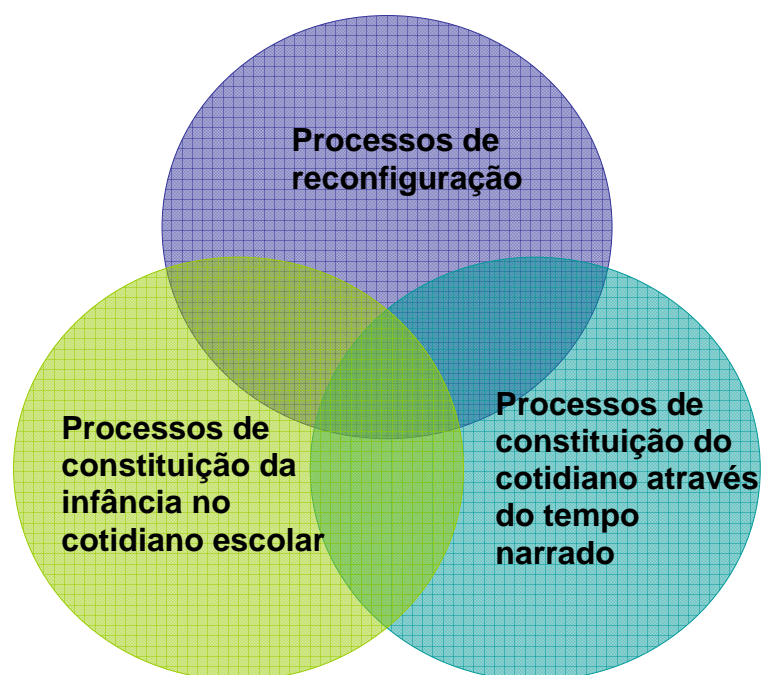 Processos de
reconfiguração
Processos de
constituição da
infância no
cotidiano escolar
Processos de
constituição do
cotidiano através
do tempo
narrado